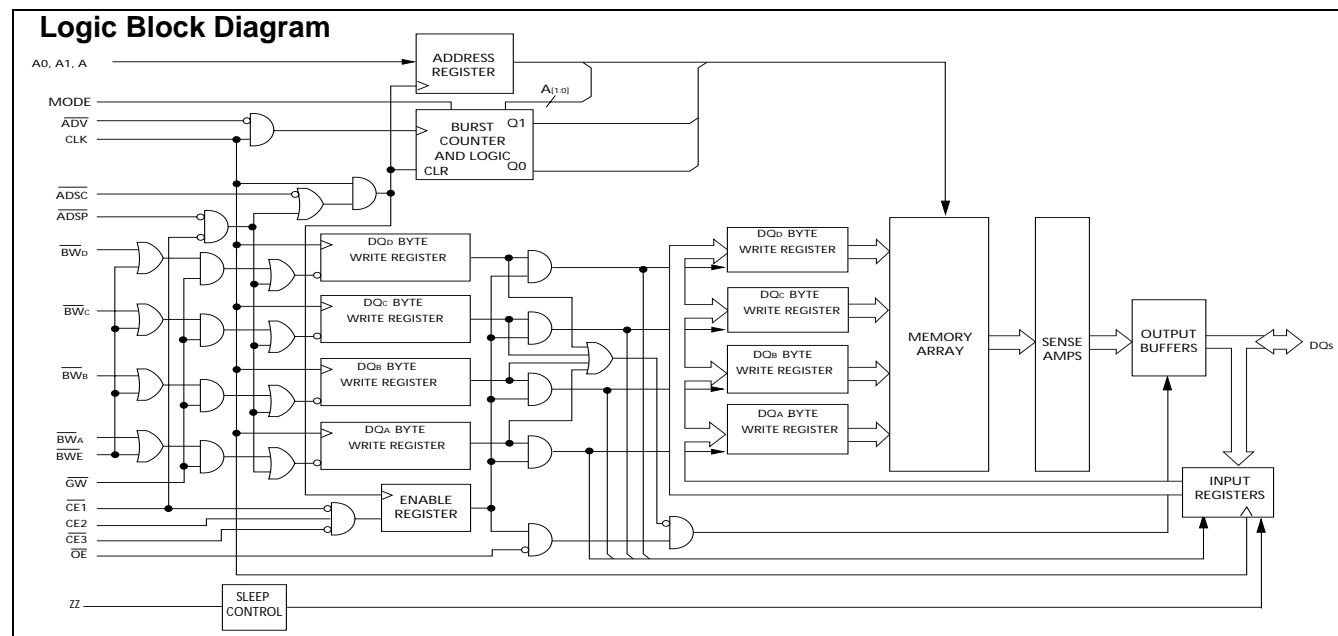 Logic Block Diagram
A0, A1, A
ADDRESS
REGISTER
MODE
A[1:0]
ADV
CLK
BURST
COUNTER
AND LOGIC
CLR
Q1
Q0
ADSC
ADSP
BWD
DQD BYTE
WRITE REGISTER
DQD BYTE
WRITE REGISTER
BWC
DQC BYTE
WRITE REGISTER
DQC BYTE
WRITE REGISTER
MEMORY
ARRAY
SENSE
AMPS
OUTPUT
BUFFERS
DQs
BWB
DQB BYTE
WRITE REGISTER
DQB BYTE
WRITE REGISTER
BWA
BWE
DQA BYTE
WRITE REGISTER
DQA BYTE
WRITE REGISTER
GW
CE1
CE2
CE3
OE
ENABLE
REGISTER
INPUT
REGISTERS
ZZ
SLEEP
CONTROL